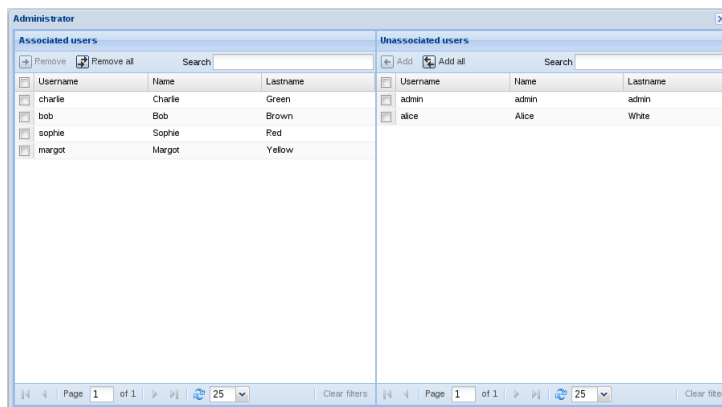 Administrator
Associated users
Remove Remove all Search
Username Name Lastname
charlie Charlie Green
bob Bob Brown
sophie Sophie Red
margot Margot Yellow
Page 1 of 1 25 Clear filters
Unassociated users
Add Add all Search
Username Name Lastname
admin admin admin
alice Alice White
Page 1 of 1 25 Clear filte